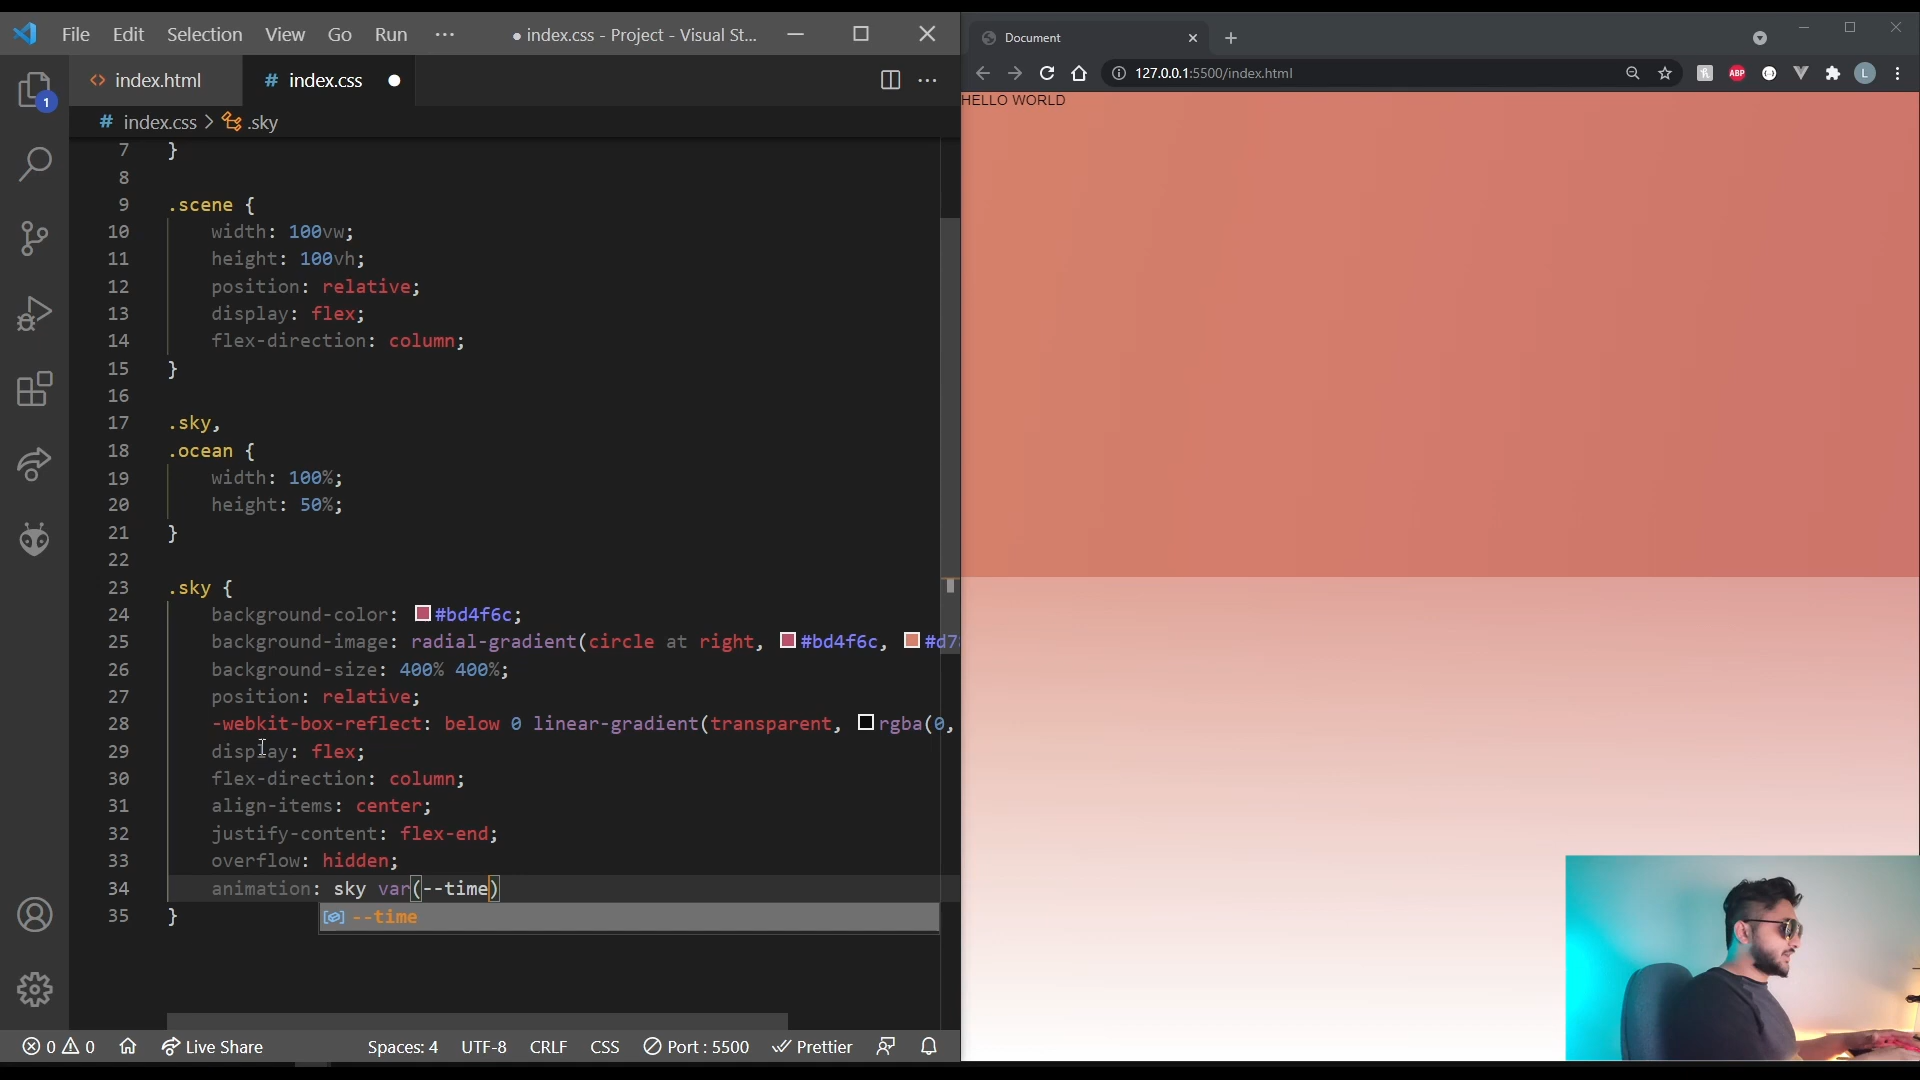 File Edit Selection View Go Run ··· ● index.css - Project - Visual St...
<> index.html # index.css ●
# index.css > .sky
7 }
8
9 .scene {
10 width: 100vw;
11 height: 100vh;
12 position: relative;
13 display: flex;
14 flex-direction: column;
15 }
16
17 .sky,
18 .ocean {
19 width: 100%;
20 height: 50%;
21 }
22
23 .sky {
24 background-color: #bd4f6c;
25 background-image: radial-gradient(circle at right, #bd4f6c, #d7
26 background-size: 400% 400%;
27 position: relative;
28 -webkit-box-reflect: below 0 linear-gradient(transparent, rgba(0,
29 display: flex;
30 flex-direction: column;
31 align-items: center;
32 justify-content: flex-end;
33 overflow: hidden;
34 animation: sky var(--time)
--time
35 }
1
0 0 Live Share Spaces: 4 UTF-8 CRLF CSS Port : 5500 Prettier
Document
127.0.0.1:5500/index.html ABP L
HELLO WORLD